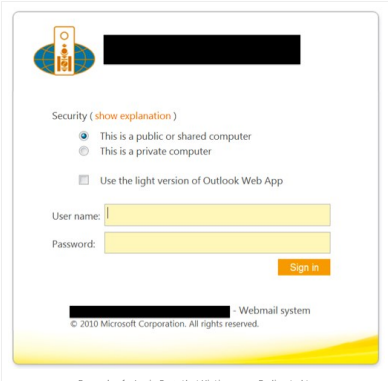 Security ( show explanation )
This is a public or shared computer
This is a private computer
Use the light version of Outlook Web App
User name:
Password:
Sign in
- Webmail system
© 2010 Microsoft Corporation. All rights reserved.